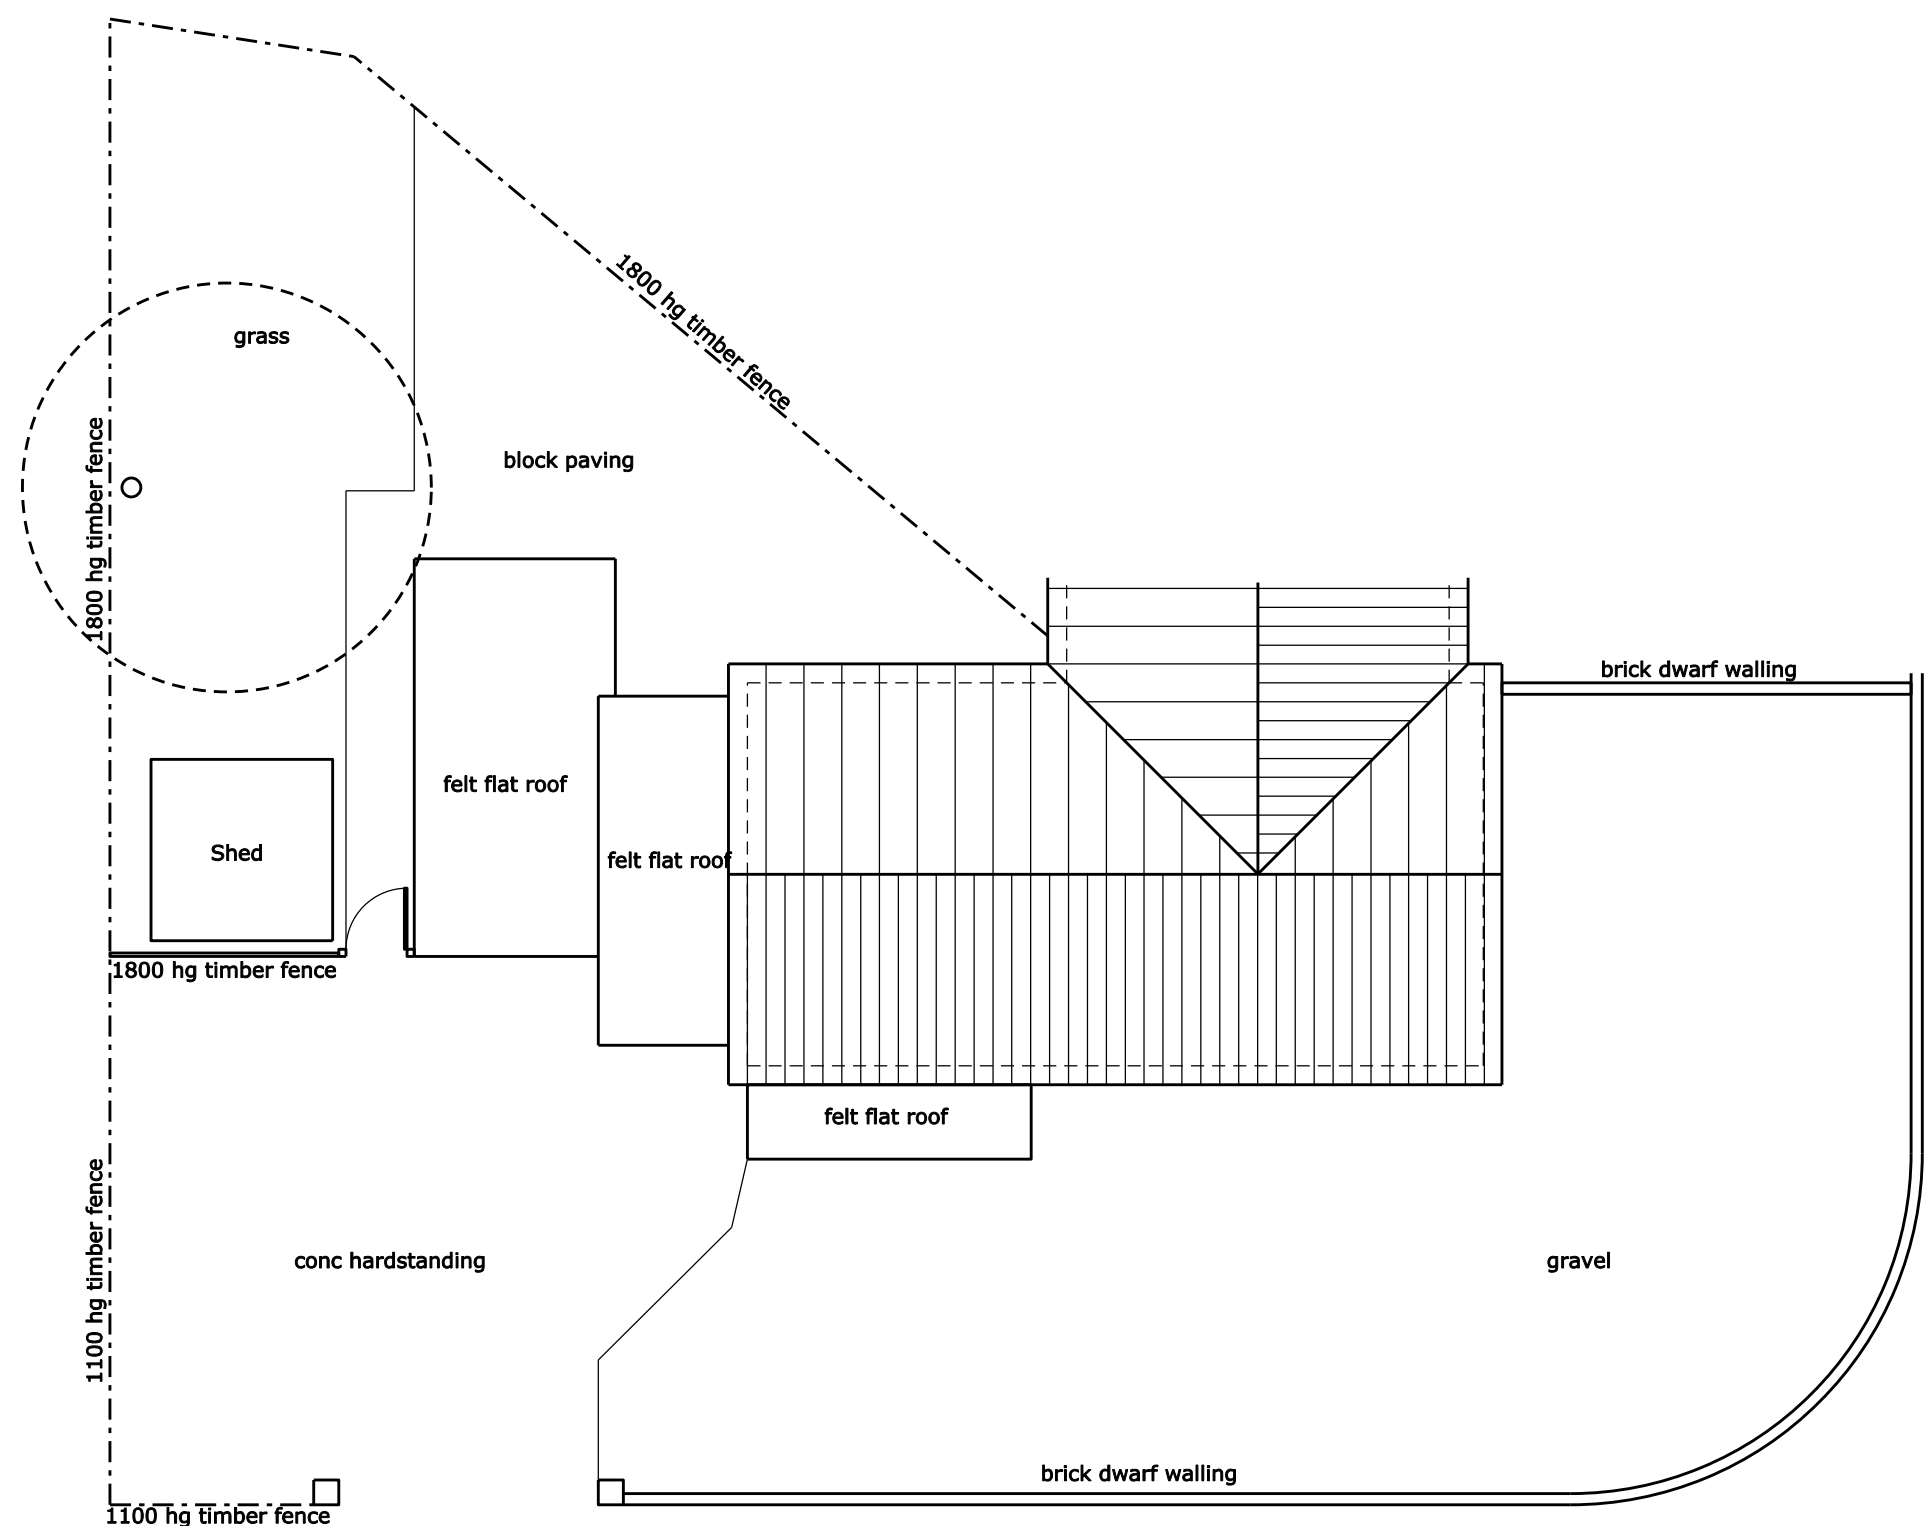 1800 hg timber fence
grass
block paving
1800 hg timber fence
brick dwarf walling
felt flat roof
Shed
felt flat roof
1800 hg timber fence
felt flat roof
1100 hg timber fence
conc hardstanding
gravel
brick dwarf walling
1100 hg timber fence